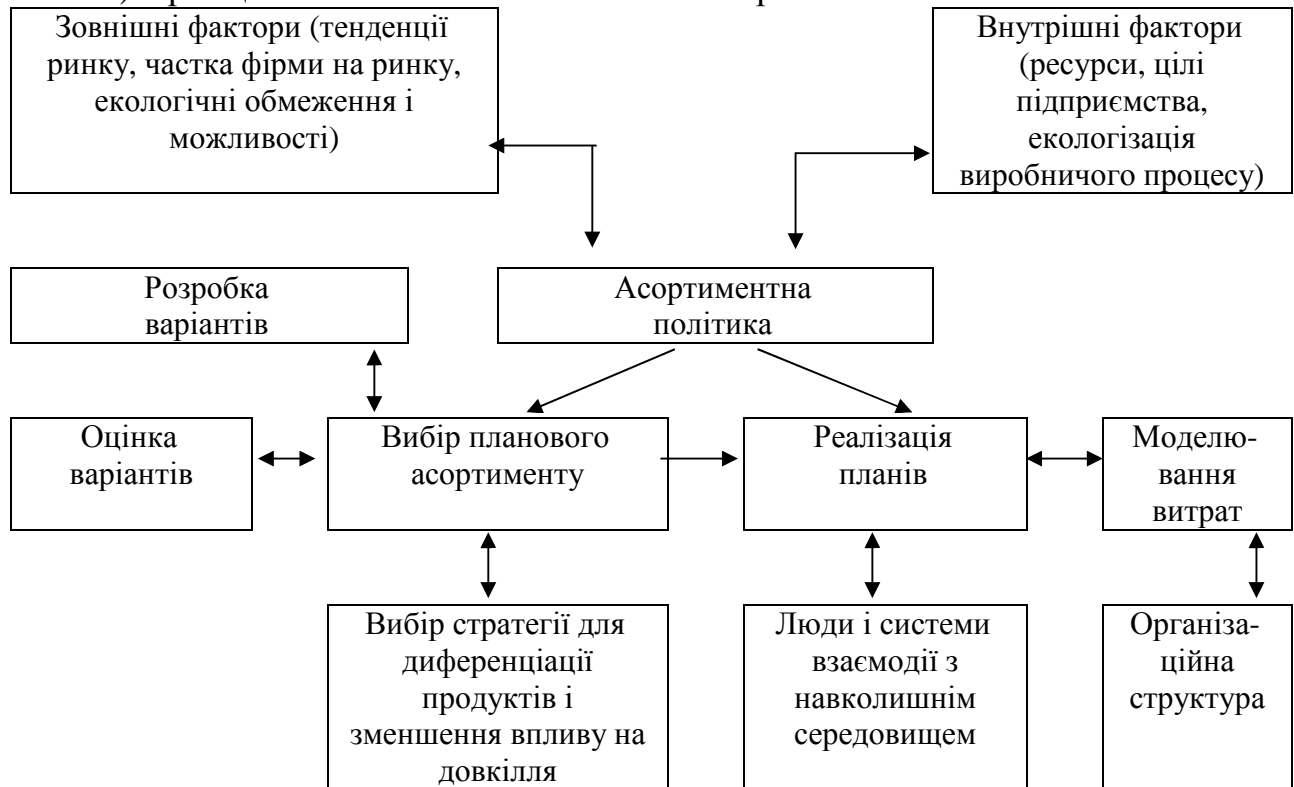 Зовнішні фактори (тенденції
ринку, частка фірми на ринку,
екологічні обмеження і
можливості)
Внутрішні фактори
(ресурси, цілі
підприємства,
екологізація
виробничого процесу)
Розробка
варіантів
Асортиментна
політика
Оцінка
варіантів
Вибір планового
асортименту
Реалізація
планів
Моделю-
вання
витрат
Вибір стратегії для
диференціації
продуктів і
зменшення впливу на
довкілля
Люди і системи
взаємодії з
навколишнім
середовищем
Організа-
ційна
структура